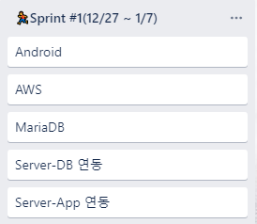 🏃Sprint #1(12/27 ~ 1/7)
Android
AWS
MariaDB
Server-DB 연동
Server-App 연동